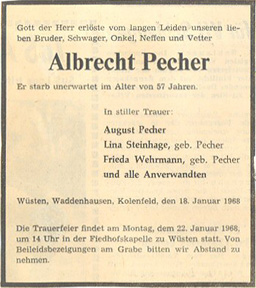 Gott der Herr erlöste vom langen Leiden unseren lie-
ben Bruder, Schwager, Onkel, Neffen und Vetter
Albrecht Pecher
Er starb unerwartet im Alter von 57 Jahren.
In stiller Trauer:
August Pecher
Lina Steinhage, geb. Pecher
Frieda Wehrmann, geb. Pecher
und alle Anverwandten
Wüsten, Waddenhausen, Kolenfeld, den 18. Januar 1968
Die Trauerfeier findet am Montag, dem 22. Januar 1968,
um 14 Uhr in der Fiedhofskapelle zu Wüsten statt. Von
Beileidsbezeigungen am Grabe bitten wir Abstand zu
nehmen.